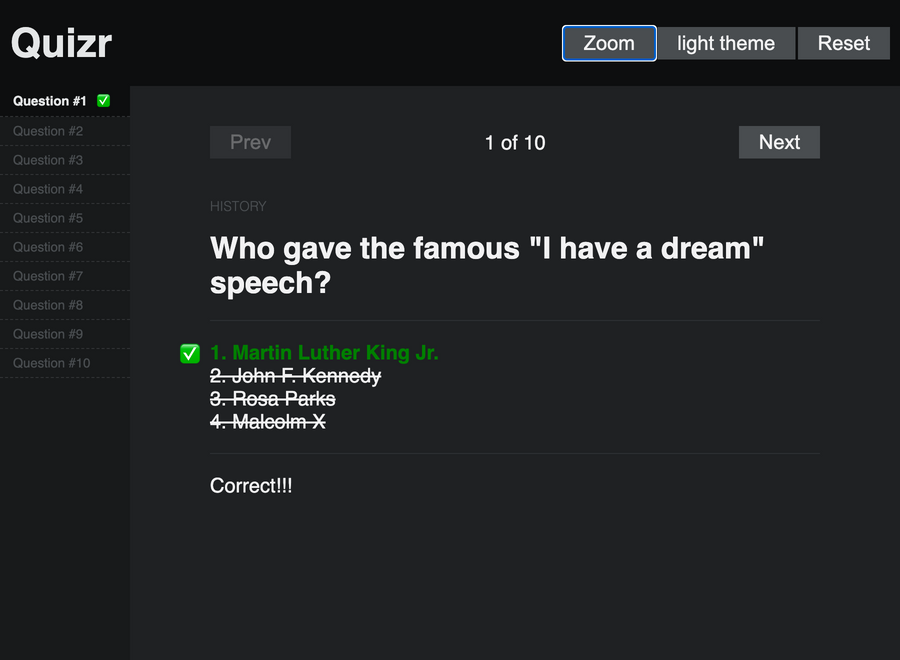 Quizr
Zoom
light theme
Reset
Question #1
Question #2
Question #3
Question #4
Question #5
Question #6
Question #7
Question #8
Question #9
Question #10
Prev
1 of 10
Next
HISTORY
Who gave the famous "I have a dream"
speech?
1. Martin Luther King Jr.
2. John F. Kennedy
3. Rosa Parks
4. Malcolm X
Correct!!!